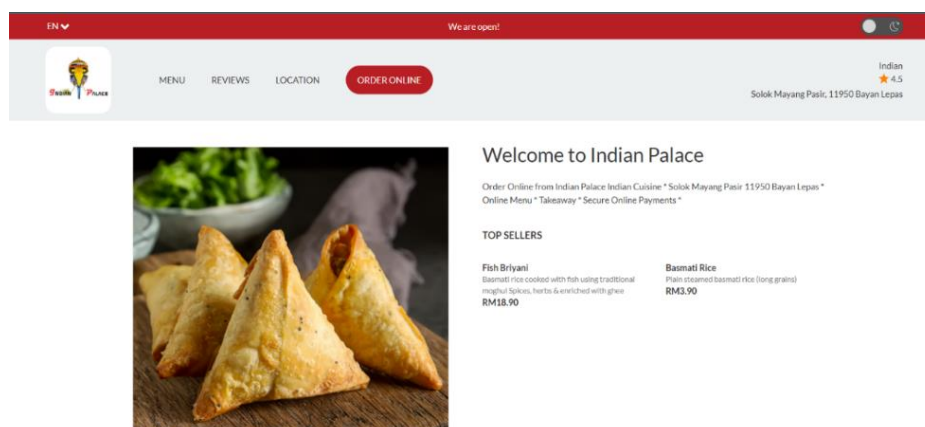 EN
We are open!
INDIAN PALACE
MENU REVIEWS LOCATION ORDER ONLINE
Indian
4.5
Solok Mayang Pasir, 11950 Bayan Lepas
Welcome to Indian Palace
Order Online from Indian Palace Indian Cuisine * Solok Mayang Pasir 11950 Bayan Lepas *
Online Menu * Takeaway * Secure Online Payments *
TOP SELLERS
Fish Briyani
Basmati rice cooked with fish using traditional
moghul Spices, herbs & enriched with ghee
RM18.90
Basmati Rice
Plain steamed basmati rice (long grains)
RM3.90